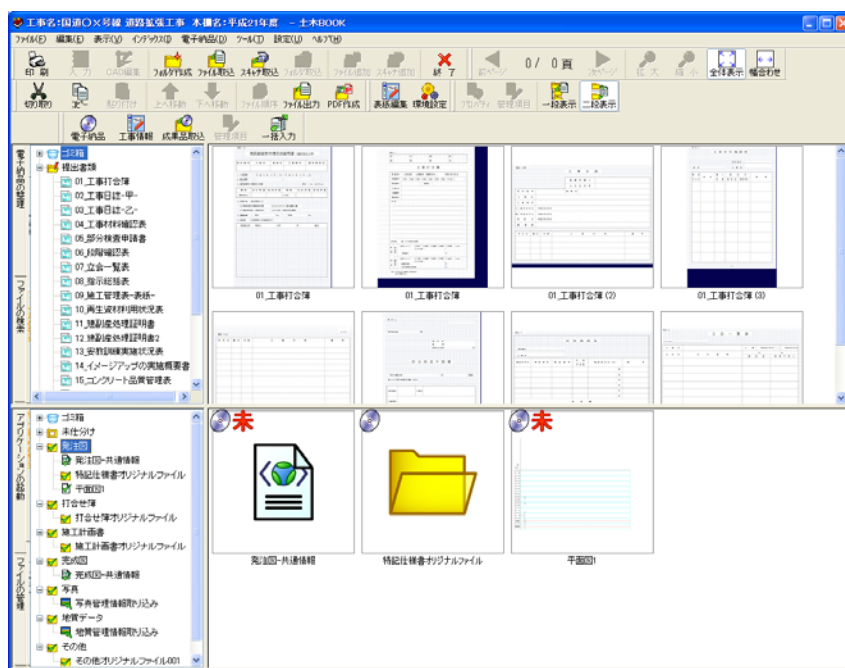 工事名:国道○×号線 道路拡張工事 本棚名:平成21年度 - 土木BOOK
ファイル(F) 編集(E) 表示(V) インデックス(I) 電子納品(D) ツール(T) 設定(U) ヘルプ(H)
印 刷 入 力 CAD編集 フォルダ作成 ファイル取込 スキャナ取込 フォルダ取込 ファイル追加 スキャナ追加 終 了 前ページ 0/ 0頁 次ページ 拡 大 縮 小 全体表示 幅合わせ
切り取り コピー 貼り付け 上へ移動 下へ移動 ファイル順序 ファイル出力 PDF作成 表紙編集 環境設定 プロパティ 管理項目 一段表示 二段表示
電子納品 工事情報 成果品取込 管理項目 一括入力
電子納品の整理
ファイルの検索
ゴミ箱
提出書類
01_工事打合簿
02_工事日誌-甲-
03_工事日誌-乙-
04_工事材料確認表
05_部分検査申請書
06_段階確認表
07_立会一覧表
08_指示総括表
09_施工管理表-表紙-
10_再生資材利用状況表
11_建副産処理証明書
12_建副産処理証明書2
13_安教訓練実施状況表
14_イメージアップの実施概要書
15_コンクリート品質管理表
01_工事打合簿
01_工事打合簿
01_工事打合簿 (2)
01_工事打合簿 (3)
アプリケーションの起動
ファイルの管理
ゴミ箱
未仕分け
発注図
発注図-共通情報
特記仕様書オリジナルファイル
平面図1
打合せ簿
打合せ簿オリジナルファイル
施工計画書
施工計画書オリジナルファイル
完成図
完成図-共通情報
写真
写真管理情報取り込み
地質データ
地質管理情報取り込み
その他
その他オリジナルファイル001
未
未
発注図-共通情報
特記仕様書オリジナルファイル
平面図1